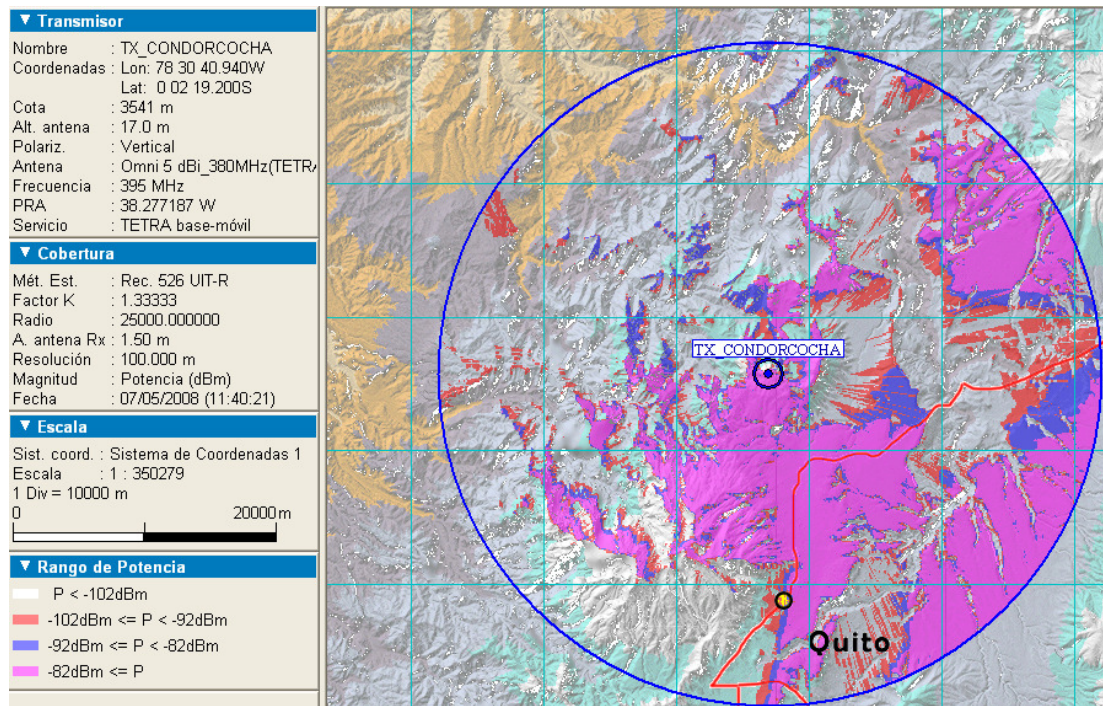 ▼ Transmisor
Nombre : TX_CONDORCOCHA
Coordenadas : Lon: 78 30 40.940W
Lat: 0 02 19.200S
Cota : 3541 m
Alt. antena : 17.0 m
Polariz. : Vertical
Antena : Omni 5 dBi_380MHz(TETRA
Frecuencia : 395 MHz
PRA : 38.277187 W
Servicio : TETRA base-móvil
▼ Cobertura
Mét. Est. : Rec. 526 UIT-R
Factor K : 1.33333
Radio : 25000.000000
A. antena Rx : 1.50 m
Resolución : 100.000 m
Magnitud : Potencia (dBm)
Fecha : 07/05/2008 (11:40:21)
▼ Escala
Sist. coord. : Sistema de Coordenadas 1
Escala : 1 : 350279
1 Div = 10000 m
0 20000m
▼ Rango de Potencia
P < -102dBm
-102dBm <= P < -92dBm
-92dBm <= P < -82dBm
-82dBm <= P
TX_CONDORCOCHA
Quito